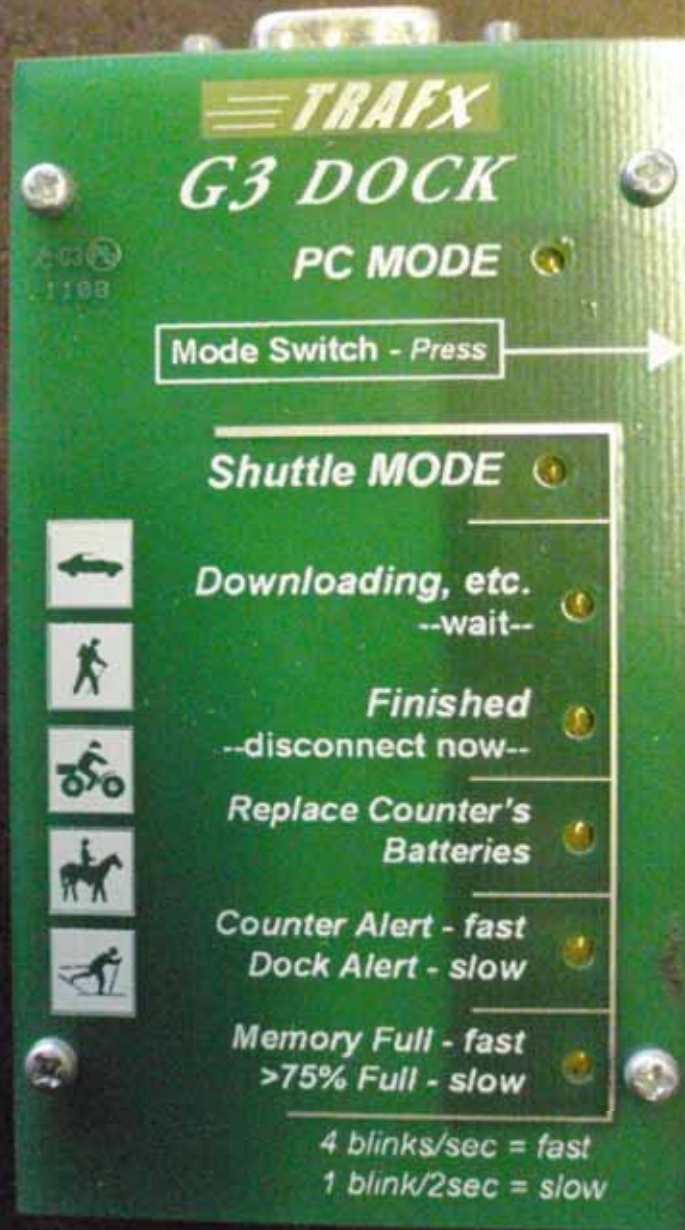 TRAFX
G3 DOCK
PC MODE
1108
Mode Switch - Press
Shuttle MODE
Downloading, etc.
--wait--
Finished
--disconnect now--
Replace Counter's
Batteries
Counter Alert - fast
Dock Alert - slow
Memory Full - fast
>75% Full - slow
4 blinks/sec = fast
1 blink/2sec = slow